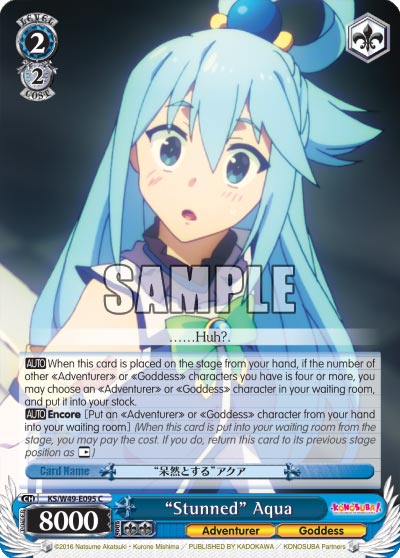 LEVEL
2
2
COST
SAMPLE
……Huh?.
AUTO When this card is placed on the stage from your hand, if the number
of other «Adventurer» or «Goddess» characters you have is four or more, you
may choose an «Adventurer» or «Goddess» character in your waiting room,
and put it into your stock.
AUTO Encore [Put an «Adventurer» or «Goddess» character from your hand
into your waiting room] (When this card is put into your waiting room from the
stage, you may pay the cost. If you do, return this card to its previous stage
position as )
Card Name “呆然とする”アクア
CH KS/W49-E095 C
KONOSUBA!
POWER 8000 SOUL “Stunned” Aqua
Adventurer Goddess
©2016 Natsume Akatsuki・Kurone Mishima / PUBLISHED BY KADOKAWA / KONOSUBA Partners